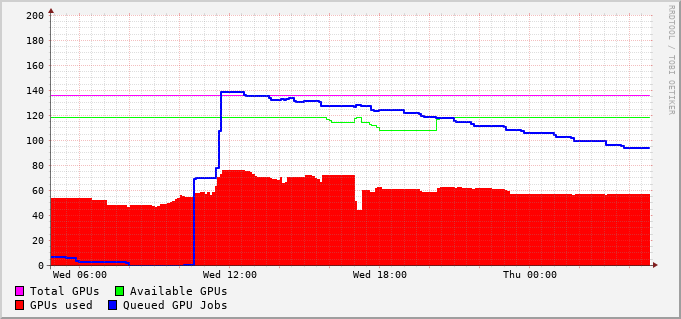 200
180
160
140
120
100
80
60
40
20
0
Wed 06:00 Wed 12:00 Wed 18:00 Thu 00:00
Total GPUs Available GPUs
GPUs used Queued GPU Jobs
RRDTOOL / TOBI OETIKER